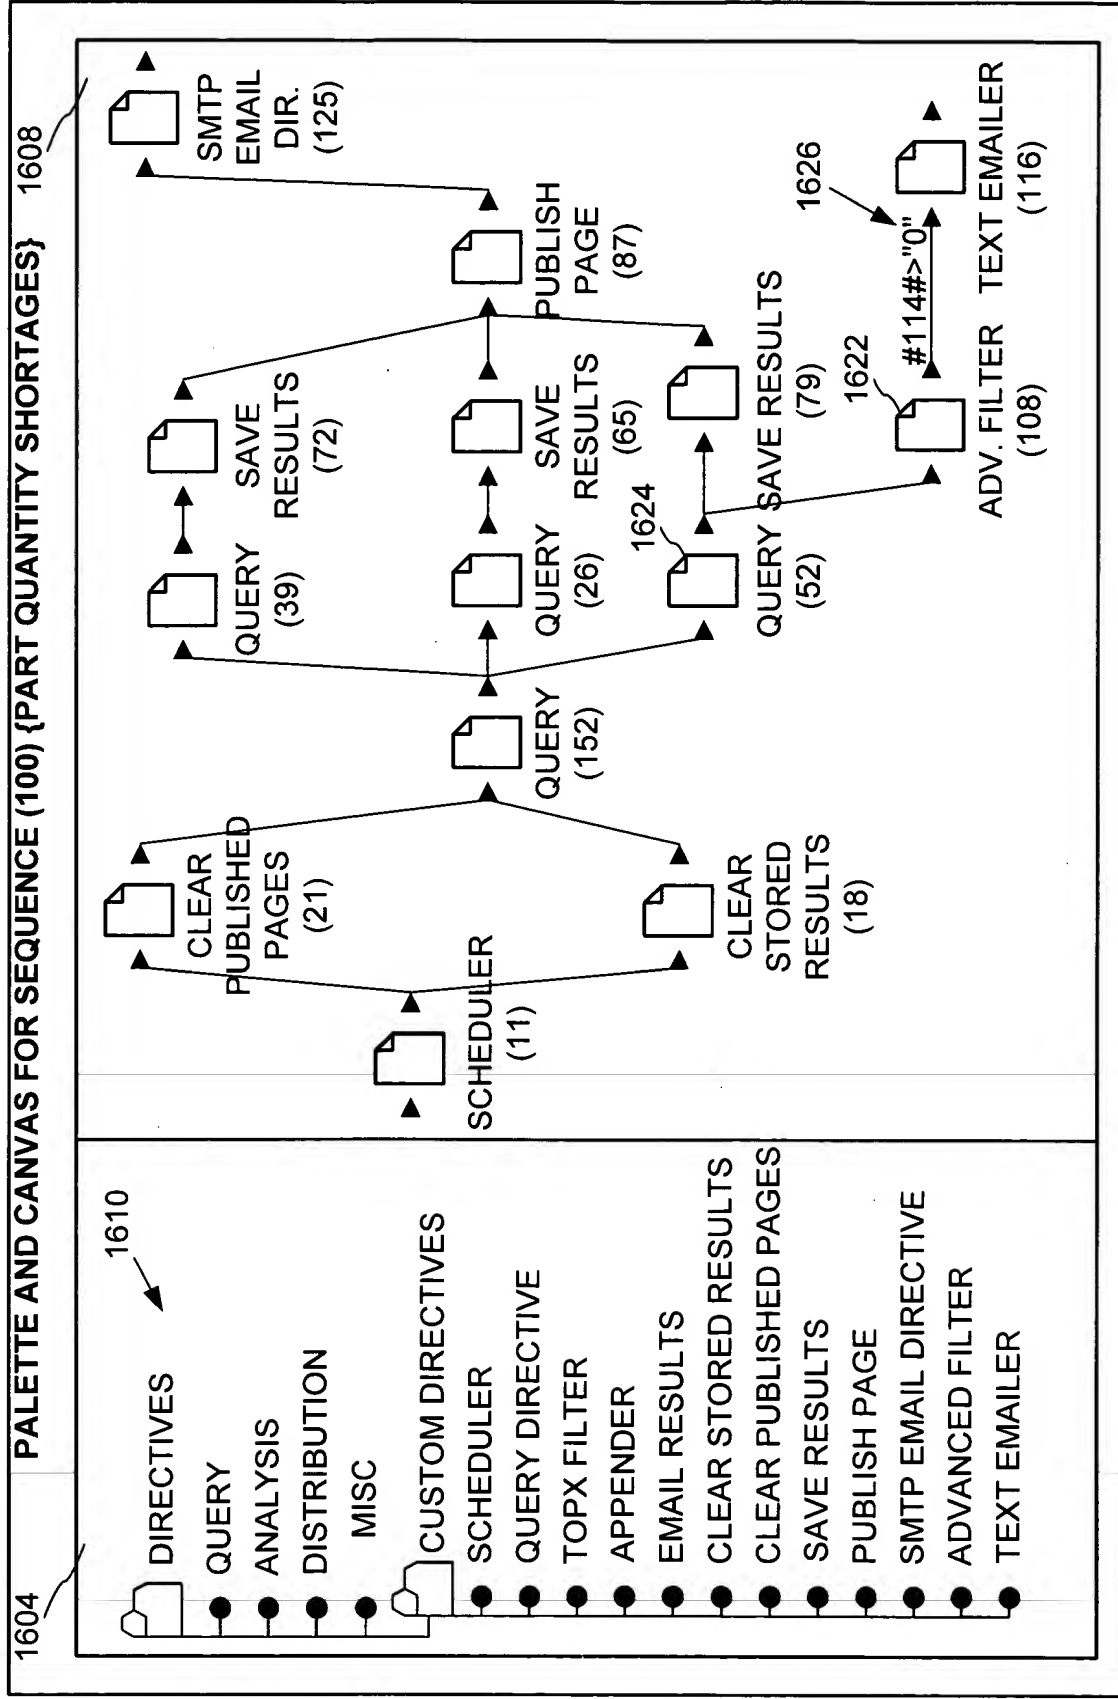 PALETTE AND CANVAS FOR SEQUENCE (100) {PART QUANTITY SHORTAGES}
1604
1608
1610
DIRECTIVES
QUERY
ANALYSIS
DISTRIBUTION
MISC
CUSTOM DIRECTIVES
SCHEDULER
QUERY DIRECTIVE
TOPX FILTER
APPENDER
EMAIL RESULTS
CLEAR STORED RESULTS
CLEAR PUBLISHED PAGES
SAVE RESULTS
PUBLISH PAGE
SMTP EMAIL DIRECTIVE
ADVANCED FILTER
TEXT EMAILER
SCHEDULER
(11)
CLEAR
PUBLISHED
PAGES
(21)
CLEAR
STORED
RESULTS
(18)
QUERY
(152)
QUERY
(39)
QUERY
(26)
1624
QUERY
(52)
SAVE
RESULTS
(72)
SAVE
RESULTS
(65)
SAVE RESULTS
(79)
1622
ADV. FILTER
(108)
PUBLISH
PAGE
(87)
#114#>"0"
1626
SMTP
EMAIL
DIR.
(125)
TEXT EMAILER
(116)